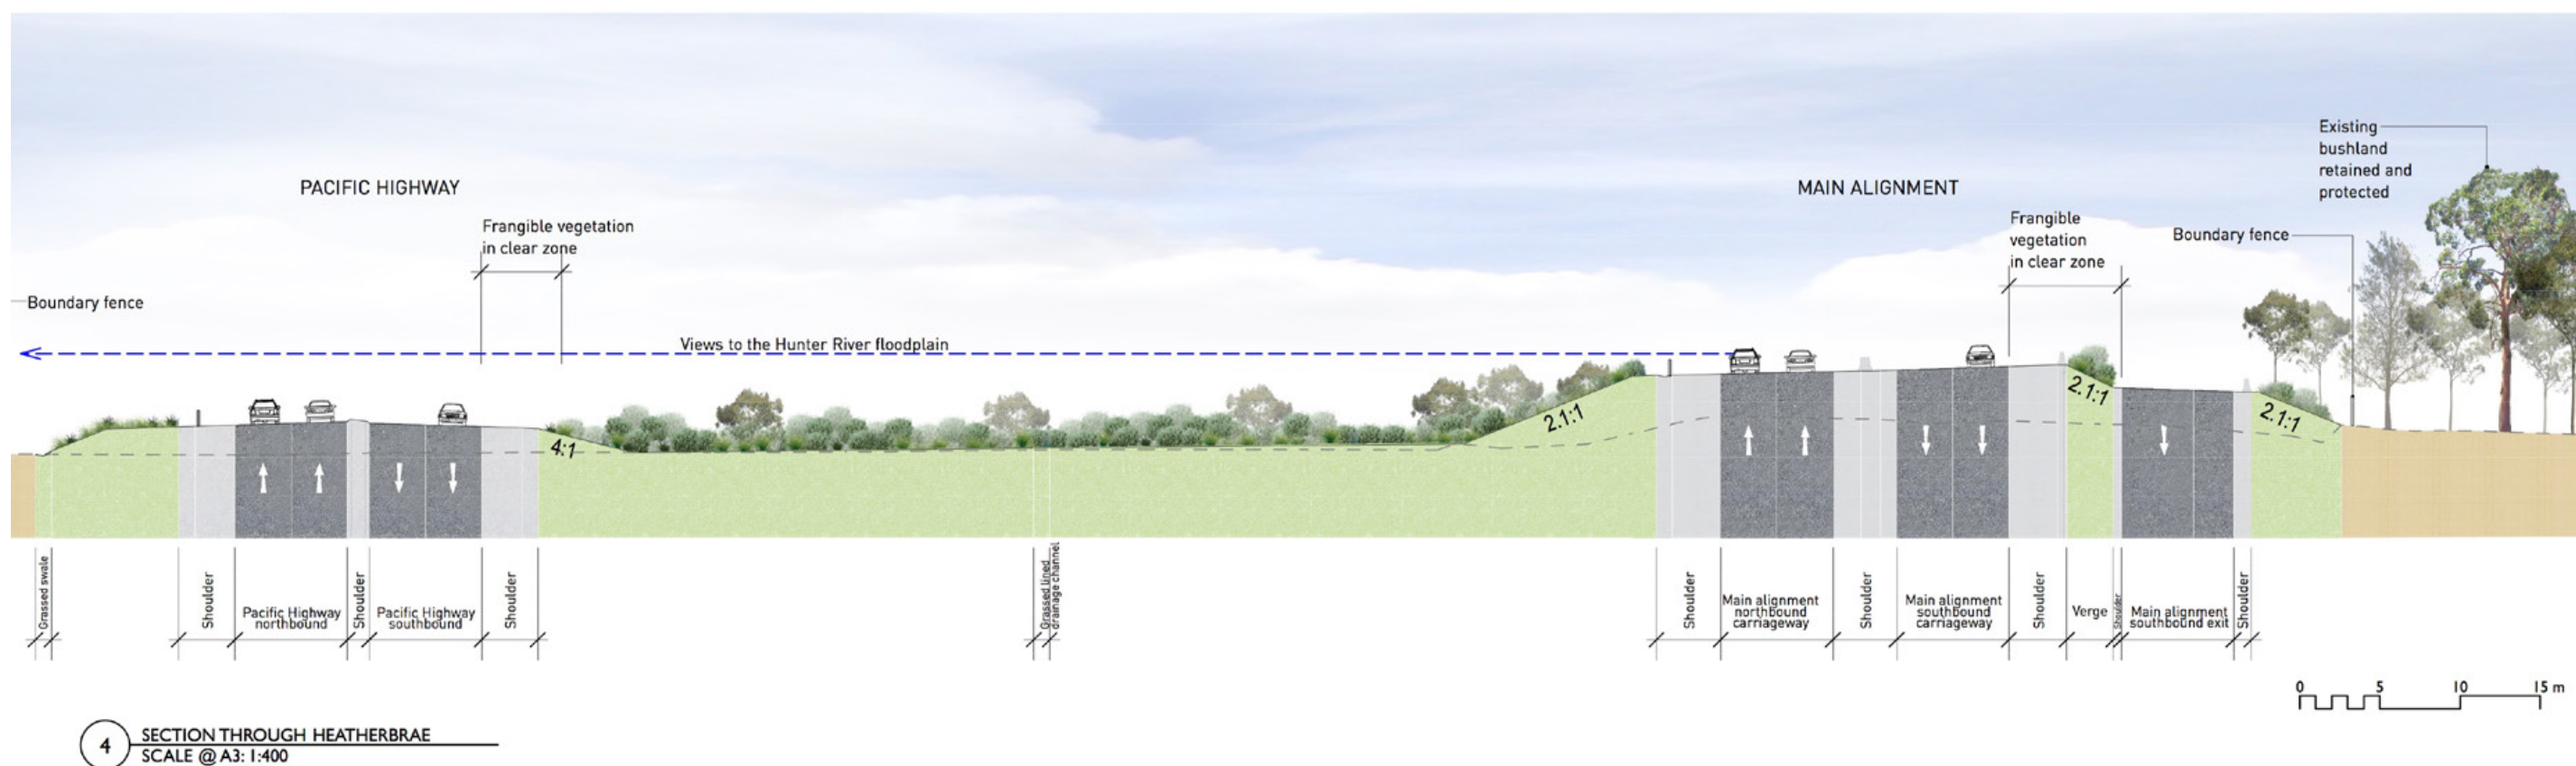 PACIFIC HIGHWAY
MAIN ALIGNMENT
Existing
bushland
retained and
protected
Frangible vegetation
in clear zone
Frangible
vegetation
in clear zone
Boundary fence
Boundary fence
Views to the Hunter River floodplain
4:1
2.1:1
2.1:1
2.1:1
Grassed swale
Shoulder
Pacific Highway
northbound
Shoulder
Pacific Highway
southbound
Shoulder
Grassed lined
drainage channel
Shoulder
Main alignment
northbound
carriageway
Shoulder
Main alignment
southbound
carriageway
Shoulder
Verge
Shoulder
Main alignment
southbound exit
Shoulder
0 5 10 15 m
4
SECTION THROUGH HEATHERBRAE
SCALE @ A3: 1:400